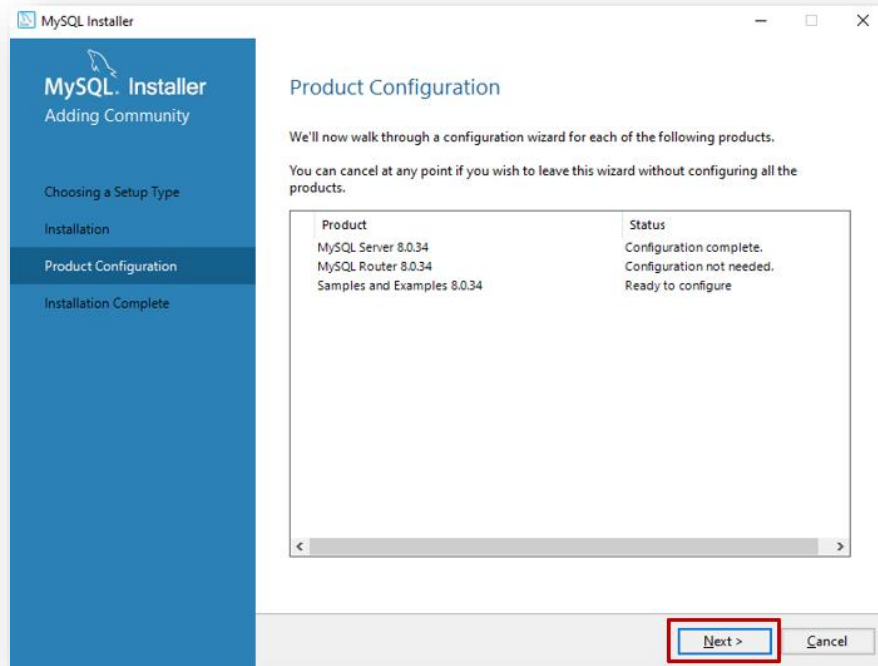 MySQL Installer
MySQL. Installer
Adding Community
Choosing a Setup Type
Installation
Product Configuration
Installation Complete
Product Configuration
We'll now walk through a configuration wizard for each of the following products.
You can cancel at any point if you wish to leave this wizard without configuring all the
products.
Product Status
MySQL Server 8.0.34 Configuration complete.
MySQL Router 8.0.34 Configuration not needed.
Samples and Examples 8.0.34 Ready to configure
Next > Cancel